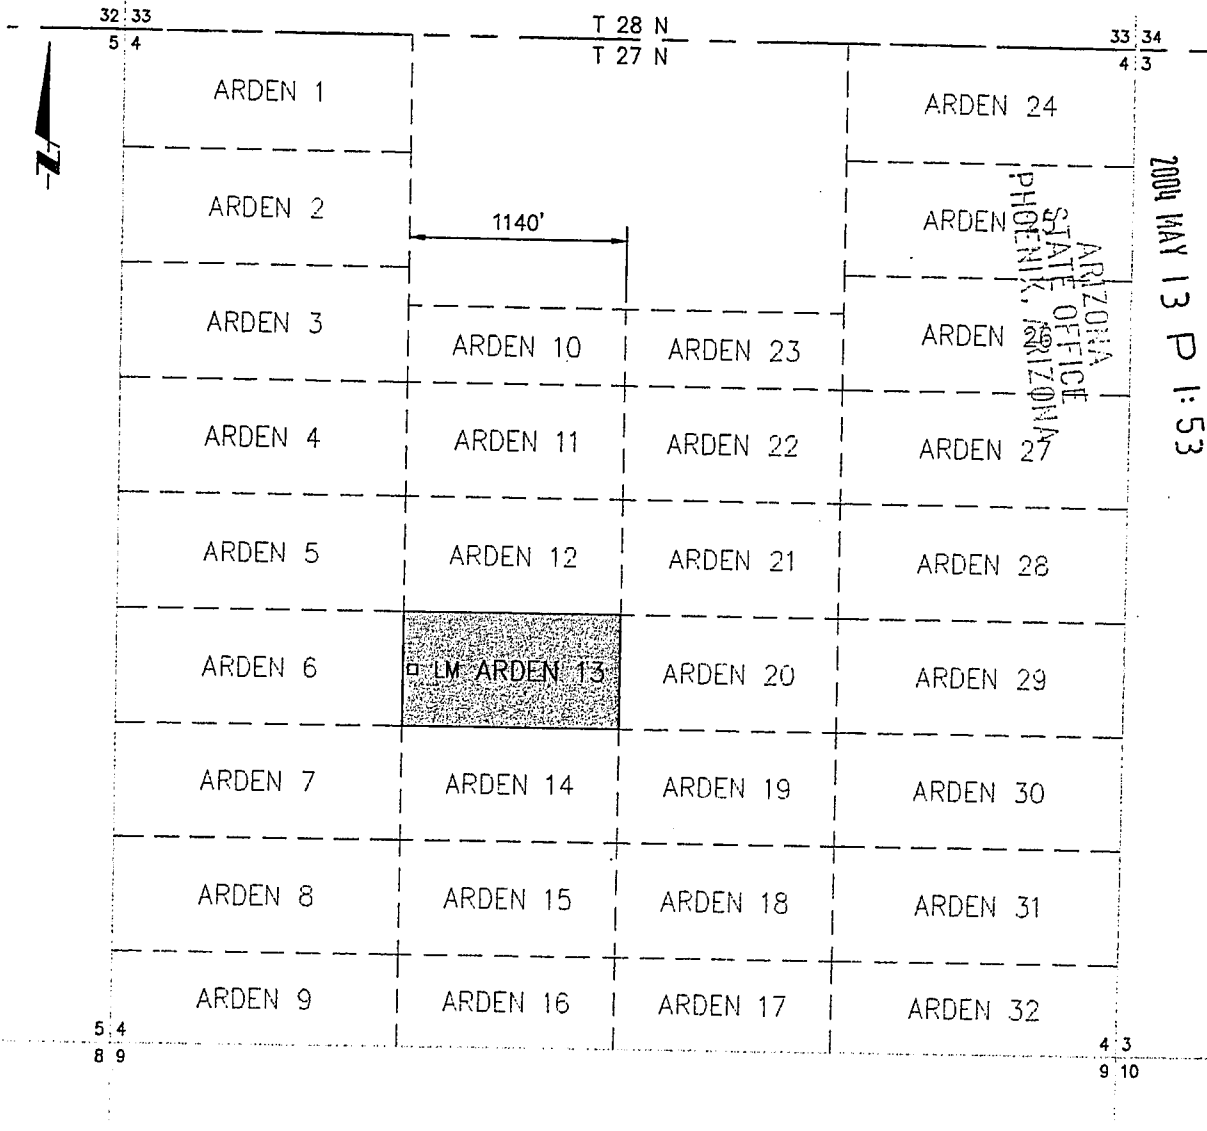 32 33
T 28 N
33 34
5 4
T 27 N
4 3
N
ARDEN 1
ARDEN 24
ARDEN 2
1140'
ARDEN
ARDEN 3
ARDEN 10
ARDEN 23
ARDEN 26
ARDEN 4
ARDEN 11
ARDEN 22
ARDEN 27
ARDEN 5
ARDEN 12
ARDEN 21
ARDEN 28
ARDEN 6
LM ARDEN 13
ARDEN 20
ARDEN 29
ARDEN 7
ARDEN 14
ARDEN 19
ARDEN 30
ARDEN 8
ARDEN 15
ARDEN 18
ARDEN 31
ARDEN 9
ARDEN 16
ARDEN 17
ARDEN 32
5 4
4 3
8 9
9 10
2004 MAY 13 P 1:53
ARIZONA
STATE OFFICE
PHOENIX, ARIZONA